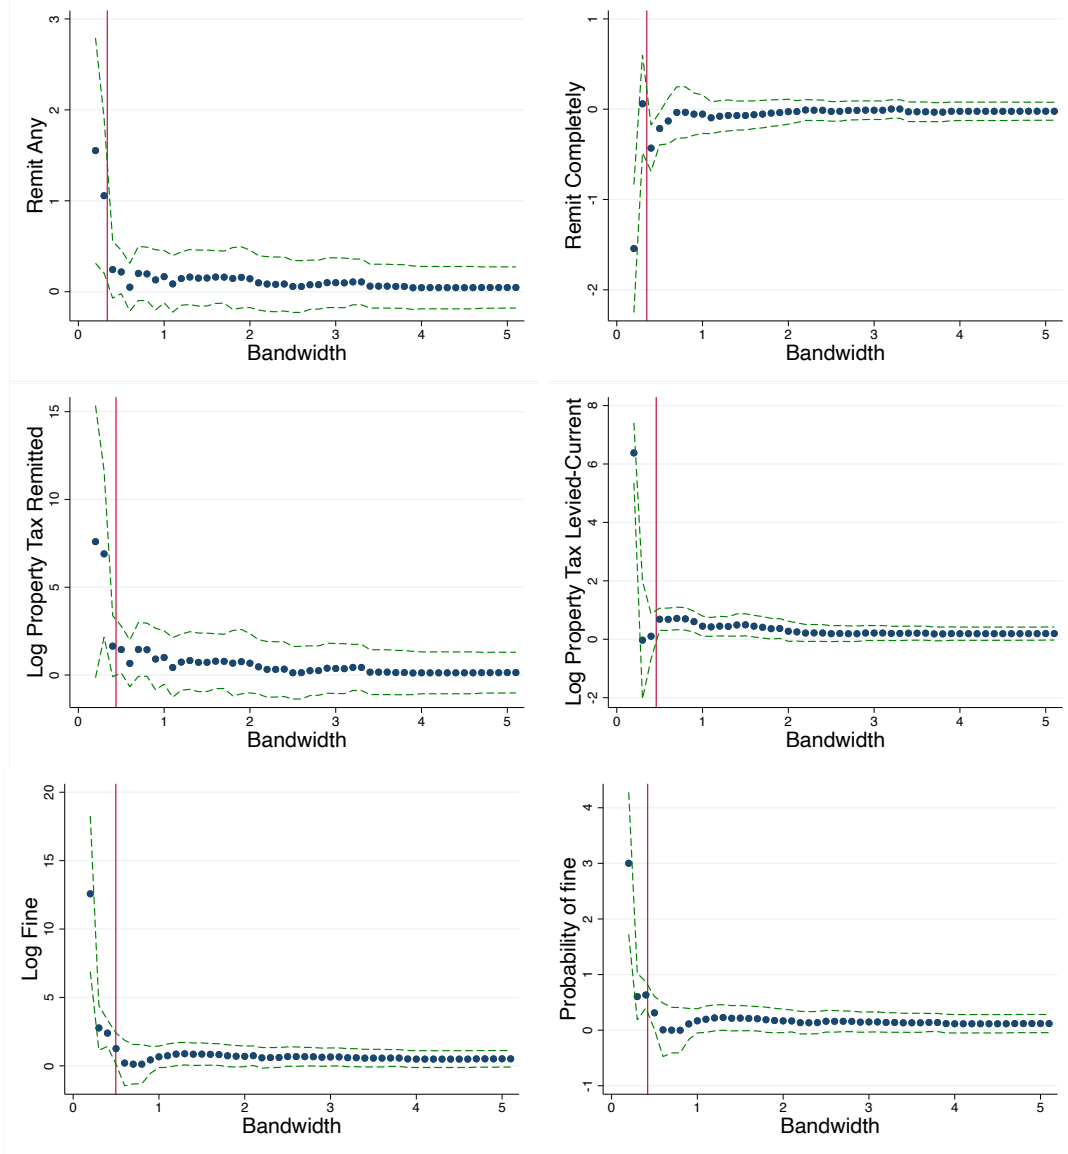 Remit Any
3
2
1
0
0 1 2 3 4 5
Bandwidth
Remit Completely
1
0
-1
-2
0 1 2 3 4 5
Bandwidth
Log Property Tax Remitted
15
10
5
0
0 1 2 3 4 5
Bandwidth
Log Property Tax Levied-Current
8
6
4
2
0
-2
0 1 2 3 4 5
Bandwidth
Log Fine
20
15
10
5
0
0 1 2 3 4 5
Bandwidth
Probability of fine
4
3
2
1
0
-1
0 1 2 3 4 5
Bandwidth